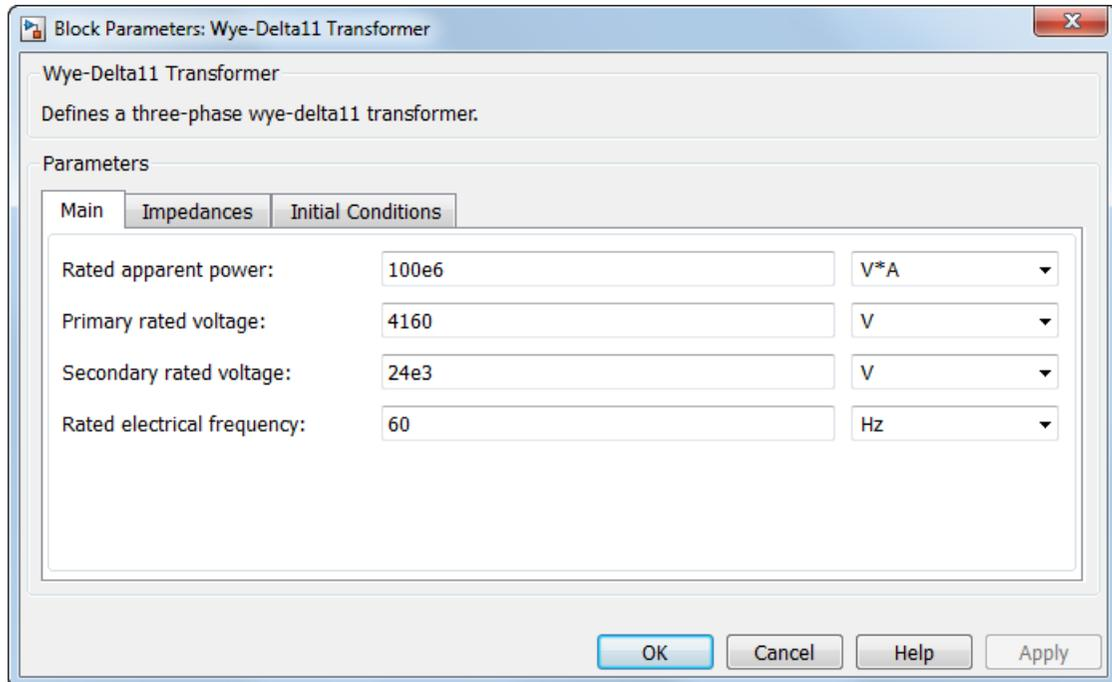 Block Parameters: Wye-Delta11 Transformer
Wye-Delta11 Transformer
Defines a three-phase wye-delta11 transformer.
Parameters
Main Impedances Initial Conditions
Rated apparent power: 100e6 V*A
Primary rated voltage: 4160 V
Secondary rated voltage: 24e3 V
Rated electrical frequency: 60 Hz
OK Cancel Help Apply